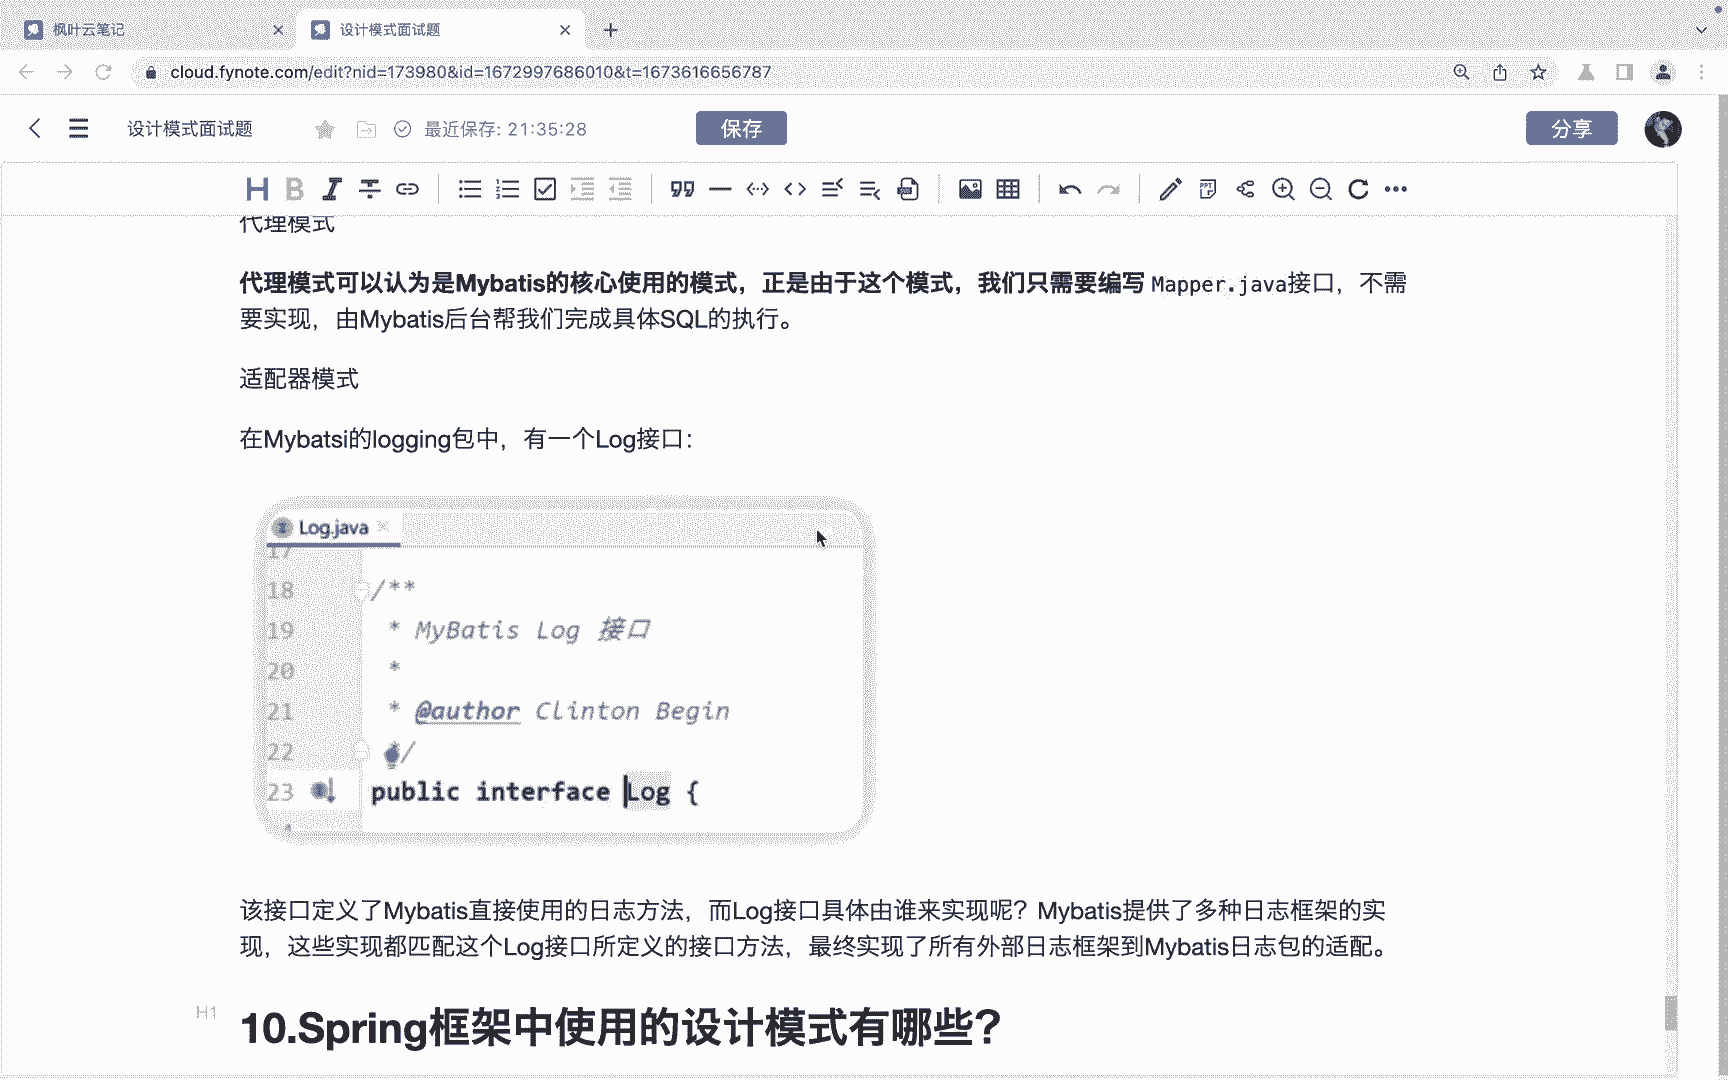 枫叶云笔记
设计模式面试题
cloud.fynote.com/edit?nid=173980&id=1672997686010&t=1673616656787
设计模式面试题
最近保存: 21:35:28
保存
分享
代理模式
代理模式可以认为是Mybatis的核心使用的模式，正是由于这个模式，我们只需要编写 Mapper.java接口，不需
要实现，由Mybatis后台帮我们完成具体SQL的执行。
适配器模式
在Mybatsi的logging包中，有一个Log接口：
Log.java
17
18 /**
19 * MyBatis Log 接口
20 *
21 * @author Clinton Begin
22 */
23 public interface Log {
该接口定义了Mybatis直接使用的日志方法，而Log接口具体由谁来实现呢？Mybatis提供了多种日志框架的实
现，这些实现都匹配这个Log接口所定义的接口方法，最终实现了所有外部日志框架到Mybatis日志包的适配。
H1
10.Spring框架中使用的设计模式有哪些？